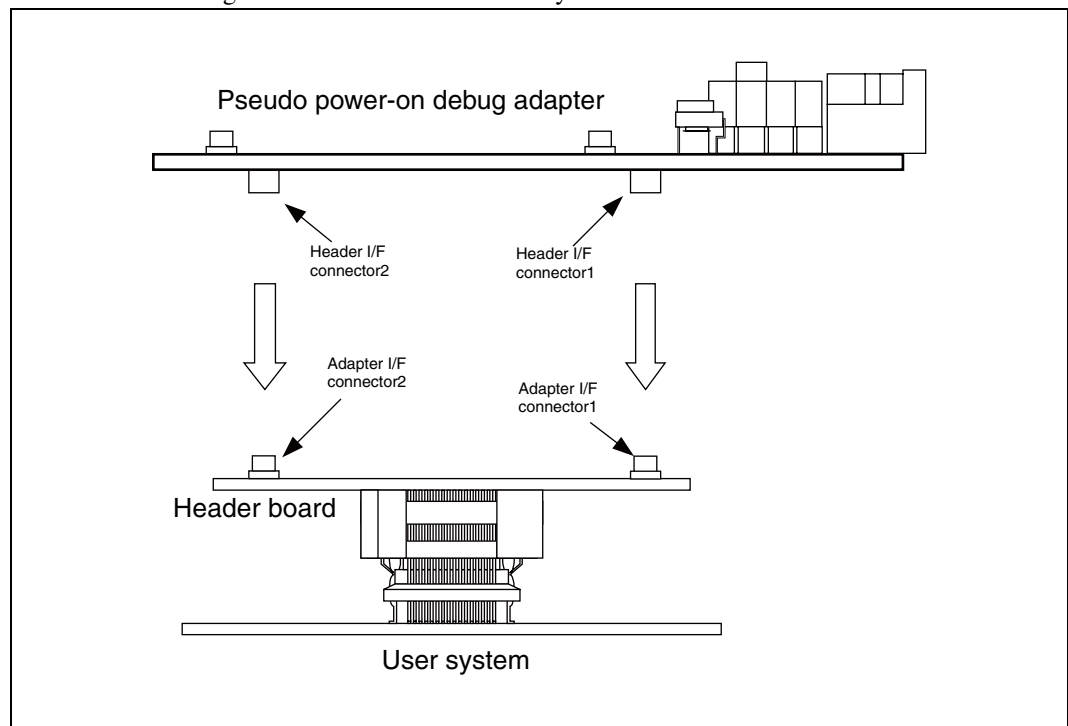 Pseudo power-on debug adapter
Header I/F
connector2
Header I/F
connector1
Adapter I/F
connector2
Adapter I/F
connector1
Header board
User system